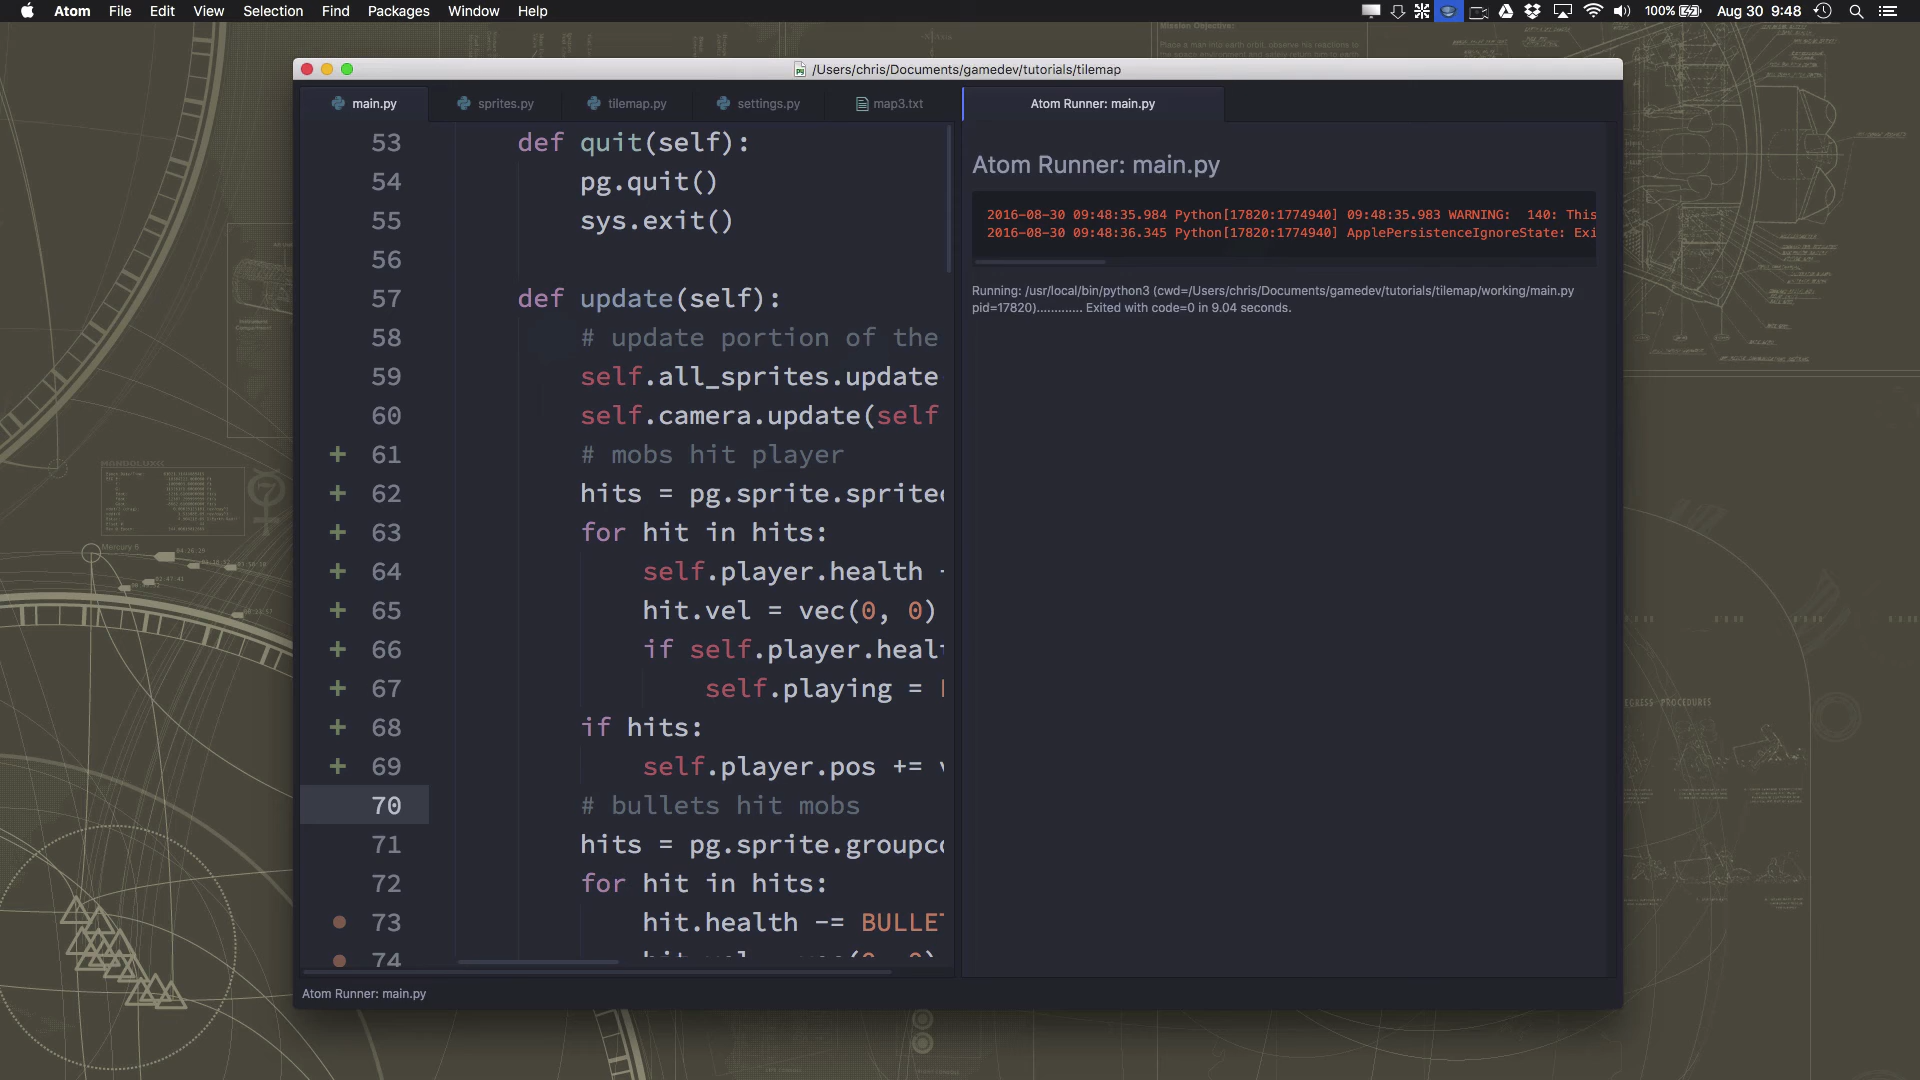 Atom File Edit View Selection Find Packages Window Help
100% Aug 30 9:48
/Users/chris/Documents/gamedev/tutorials/tilemap
main.py sprites.py tilemap.py settings.py map3.txt
Atom Runner: main.py
53 def quit(self):
54 pg.quit()
55 sys.exit()
56
57 def update(self):
58 # update portion of the
59 self.all_sprites.update
60 self.camera.update(self
+ 61 # mobs hit player
+ 62 hits = pg.sprite.sprite
+ 63 for hit in hits:
+ 64 self.player.health -
+ 65 hit.vel = vec(0, 0)
+ 66 if self.player.heal
+ 67 self.playing =
+ 68 if hits:
+ 69 self.player.pos +=
70 # bullets hit mobs
71 hits = pg.sprite.groupc
72 for hit in hits:
73 hit.health -= BULLE
74
Atom Runner: main.py
2016-08-30 09:48:35.984 Python[17820:1774940] 09:48:35.983 WARNING: 140: This
2016-08-30 09:48:36.345 Python[17820:1774940] ApplePersistenceIgnoreState: Exi
Running: /usr/local/bin/python3 (cwd=/Users/chris/Documents/gamedev/tutorials/tilemap/working/main.py
pid=17820)............. Exited with code=0 in 9.04 seconds.
Atom Runner: main.py
Mission Objective:
Mercury 6